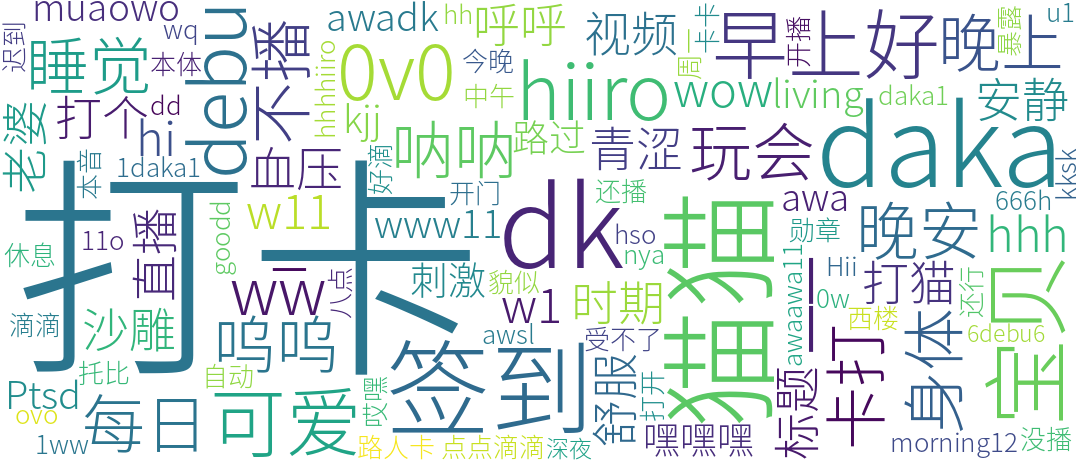 muaowo
wq
迟到
睡觉
本体
debu
不播
awadk
hh
呼呼
视频
一卡卡
开播
暴露
u1
早上好
晚上
0v0
今晚
hiiro
周一
wow
living
daka1
安静
老婆
打个
dd
hi
hhhhiiro
kjj
中午
呐呐
路过
青涩
玩会
daka
1daka1
本音
自压
好滴
打卡
dk
猫猫
还播
awa
晚安
666h
kksk
hhh
直播
11o
goodd
w11
开门
www11
hso
nya
勋章
休息
ww
八点
刺激
貌似
w1
时期
Hii
打猫
0w
还行
宝贝
滴滴
沙雕
呜呜
签到
awsl
受不了
awaawa11
西楼
身体
6debu6
托比
自动
Ptsd
ovo
每日
可爱
哎嘿
舒服
打开
嘿嘿嘿
标题
卡打
1ww
路人卡
点点滴滴
深夜
morning12
没播